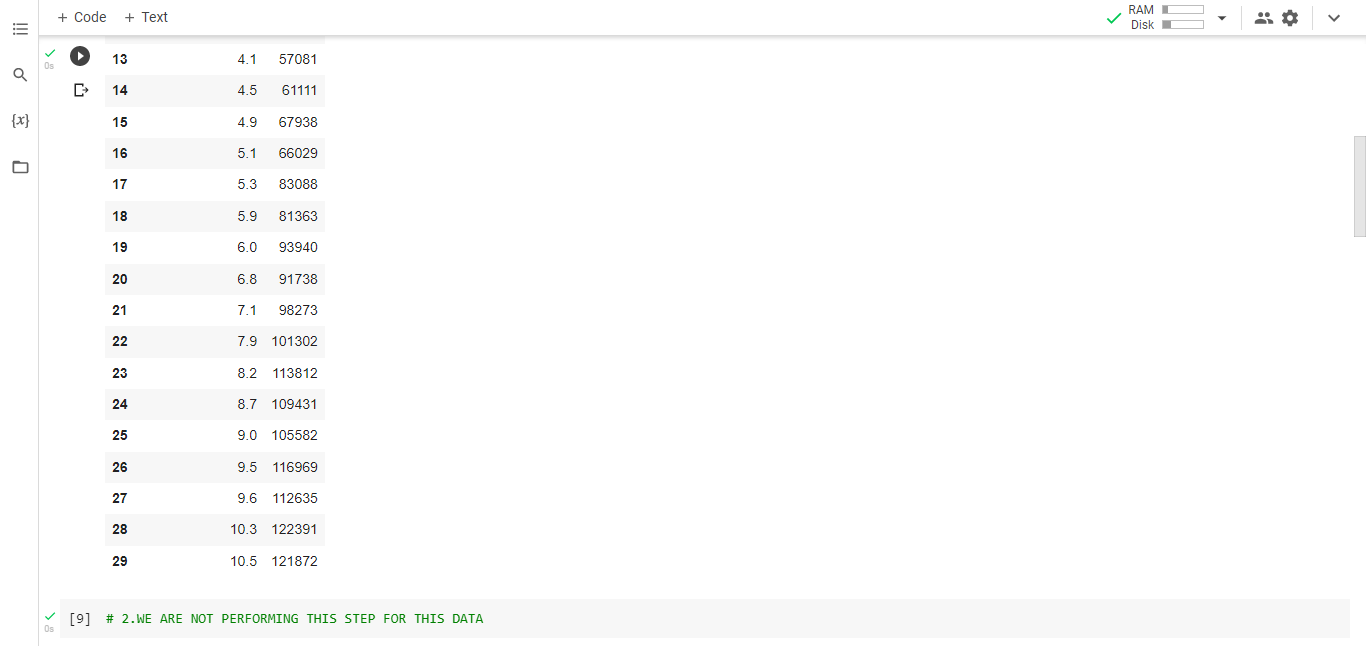 + Code + Text
RAM
Disk
0s
13 4.1 57081
14 4.5 61111
15 4.9 67938
{x}
16 5.1 66029
17 5.3 83088
18 5.9 81363
19 6.0 93940
20 6.8 91738
21 7.1 98273
22 7.9 101302
23 8.2 113812
24 8.7 109431
25 9.0 105582
26 9.5 116969
27 9.6 112635
28 10.3 122391
29 10.5 121872
[9] # 2.WE ARE NOT PERFORMING THIS STEP FOR THIS DATA
0s